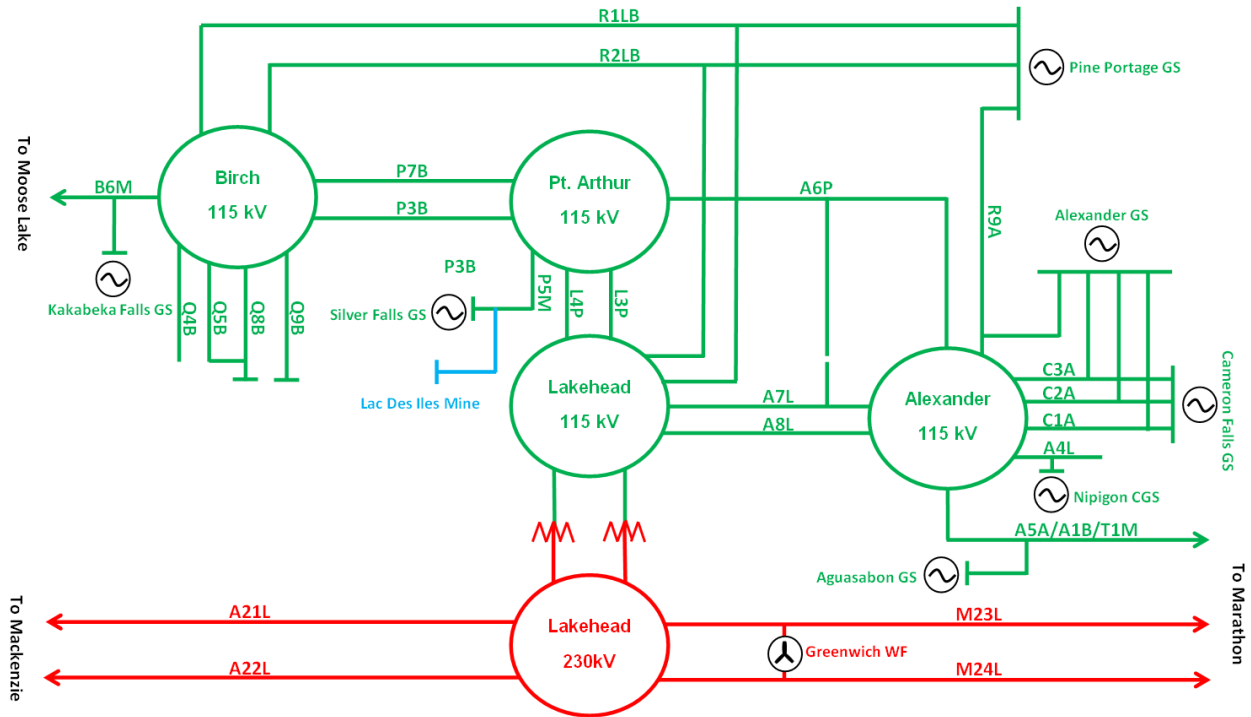 R1LB
R2LB
Pine Portage GS
To Moose Lake
B6M
Birch
115 kV
P7B
P3B
Pt. Arthur
115 kV
A6P
R9A
Alexander GS
Kakabeka Falls GS
Q4B
Q5B
Q8B
Q9B
P3B
P5M
L4P
L3P
Silver Falls GS
Lac Des Iles Mine
Lakehead
115 kV
A7L
A8L
Alexander
115 kV
C3A
C2A
C1A
A4L
Cameron Falls GS
Nipigon CGS
A5A/A1B/T1M
Aguasabon GS
To Mackenzie
A21L
A22L
Lakehead
230kV
M23L
Greenwich WF
M24L
To Marathon